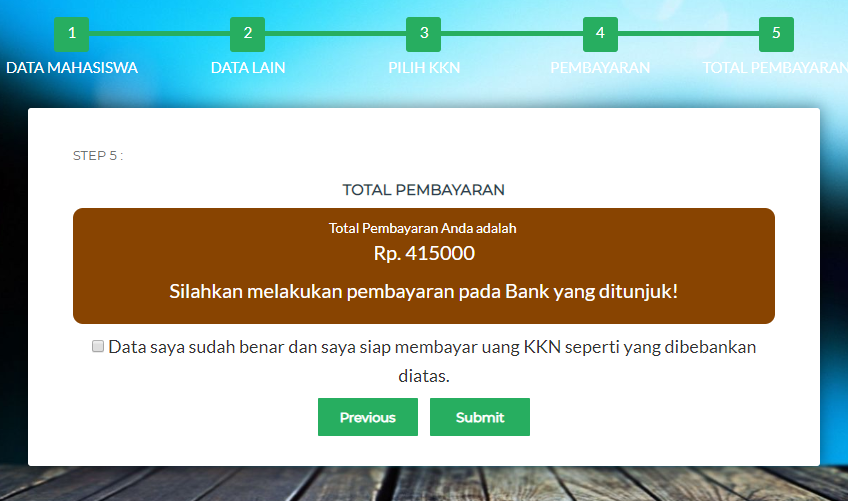 1 2 3 4 5
DATA MAHASISWA DATA LAIN PILIH KKN PEMBAYARAN TOTAL PEMBAYARAN
STEP 5 :
TOTAL PEMBAYARAN
Total Pembayaran Anda adalah
Rp. 415000
Silahkan melakukan pembayaran pada Bank yang ditunjuk!
Data saya sudah benar dan saya siap membayar uang KKN seperti yang dibebankan
diatas.
Previous Submit